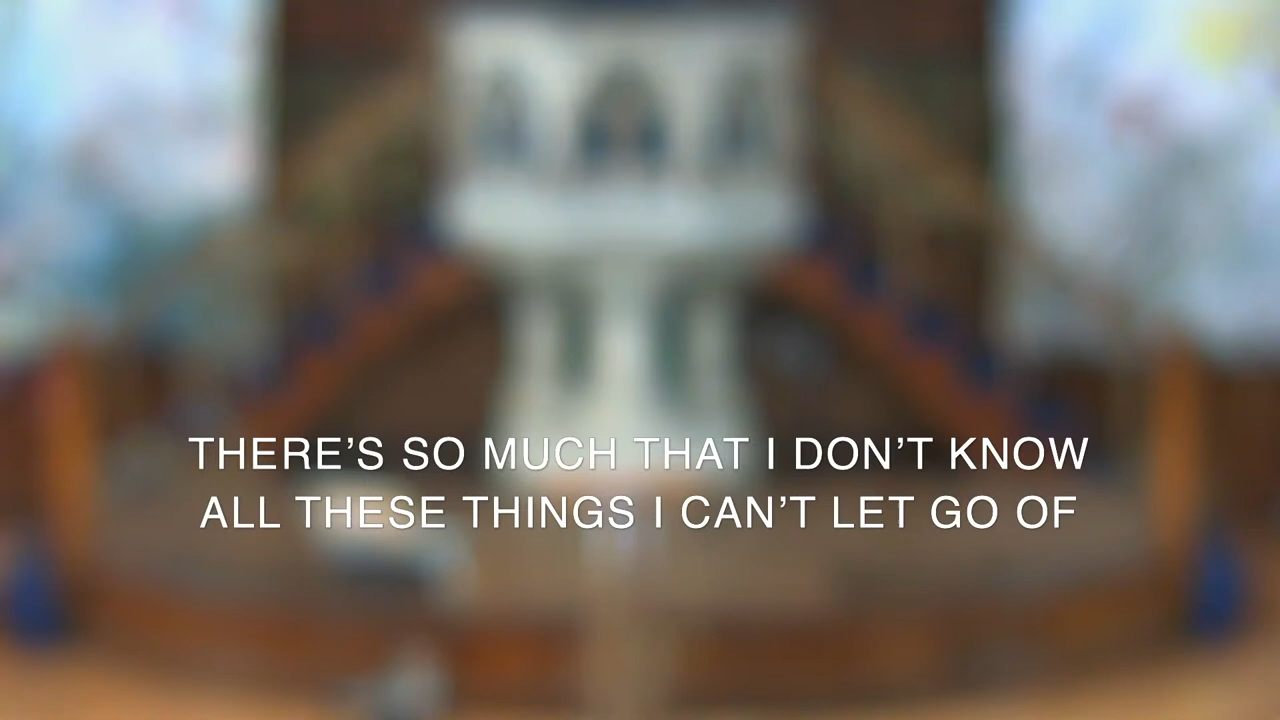 THERE’S SO MUCH THAT I DON’T KNOW
ALL THESE THINGS I CAN’T LET GO OF